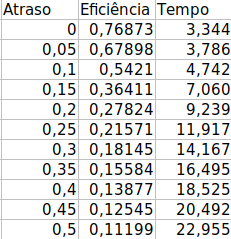 Atraso Eficiência Tempo
0 0,76873 3,344
0,05 0,67898 3,786
0,1 0,5421 4,742
0,15 0,36411 7,060
0,2 0,27824 9,239
0,25 0,21571 11,917
0,3 0,18145 14,167
0,35 0,15584 16,495
0,4 0,13877 18,525
0,45 0,12545 20,492
0,5 0,11199 22,955